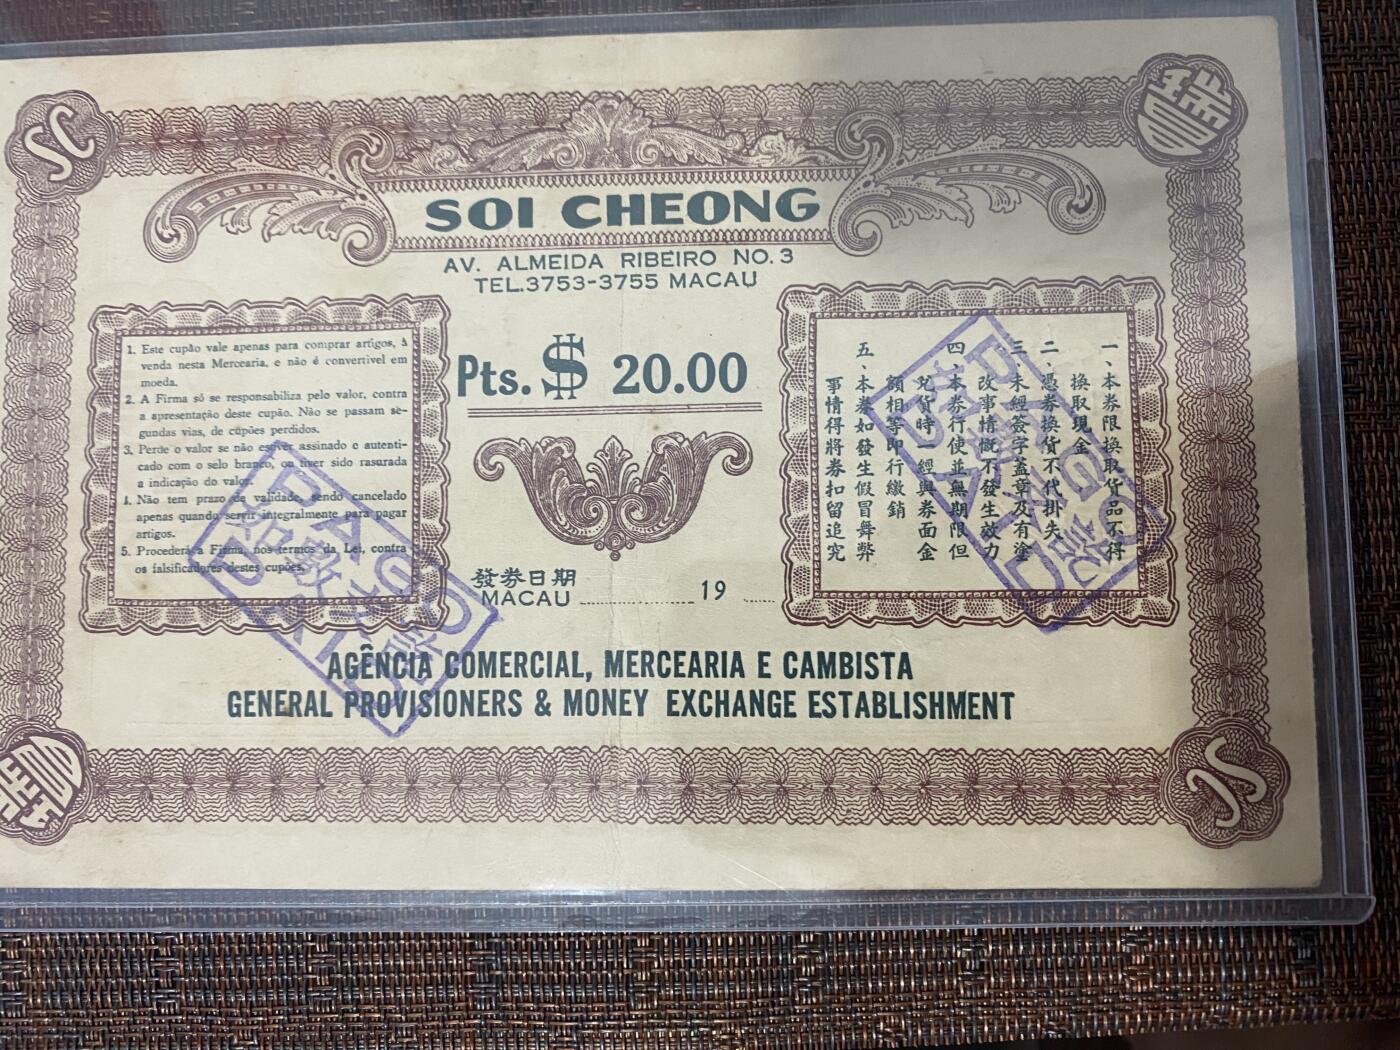 SC
SOI CHEONG
AV. ALMEIDA RIBEIRO NO. 3
TEL.3753-3755 MACAU
1. Este cupão vale apenas para comprar artigos, à
venda nesta Mercearia, e não é convertivel em
moeda.
2. A Firma só se responsabiliza pelo valor, contra
a apresentação deste cupão. Não se passam se-
gundas vias, de cupões perdidos.
3. Perde o valor se não estiver assinado e autenti-
cado com o selo branco, ou tiver sido rasurada
a indicação do valor.
4. Não tem prazo de validade, sendo cancelado
apenas quando servir integralmente para pagar
artigos.
5. Procederá a Firma, nos termos da Lei, contra
os falsificadores destes cupões.
PAGO
PAID
Pts. $ 20.00
發券日期
MACAU 19
一、本券限換取貨品不得
換取現金
二、憑券換貨不代掛失
三、未經簽字蓋章及有塗
改事情慨不發生效力
四、本券行使並無期限但
兌貨時一經與券面金
額相等即行繳銷
五、本券如發生假冒舞弊
事情得將券扣留追究
PAGO
PAID
AGÊNCIA COMERCIAL, MERCEARIA E CAMBISTA
GENERAL PROVISIONERS & MONEY EXCHANGE ESTABLISHMENT
SC